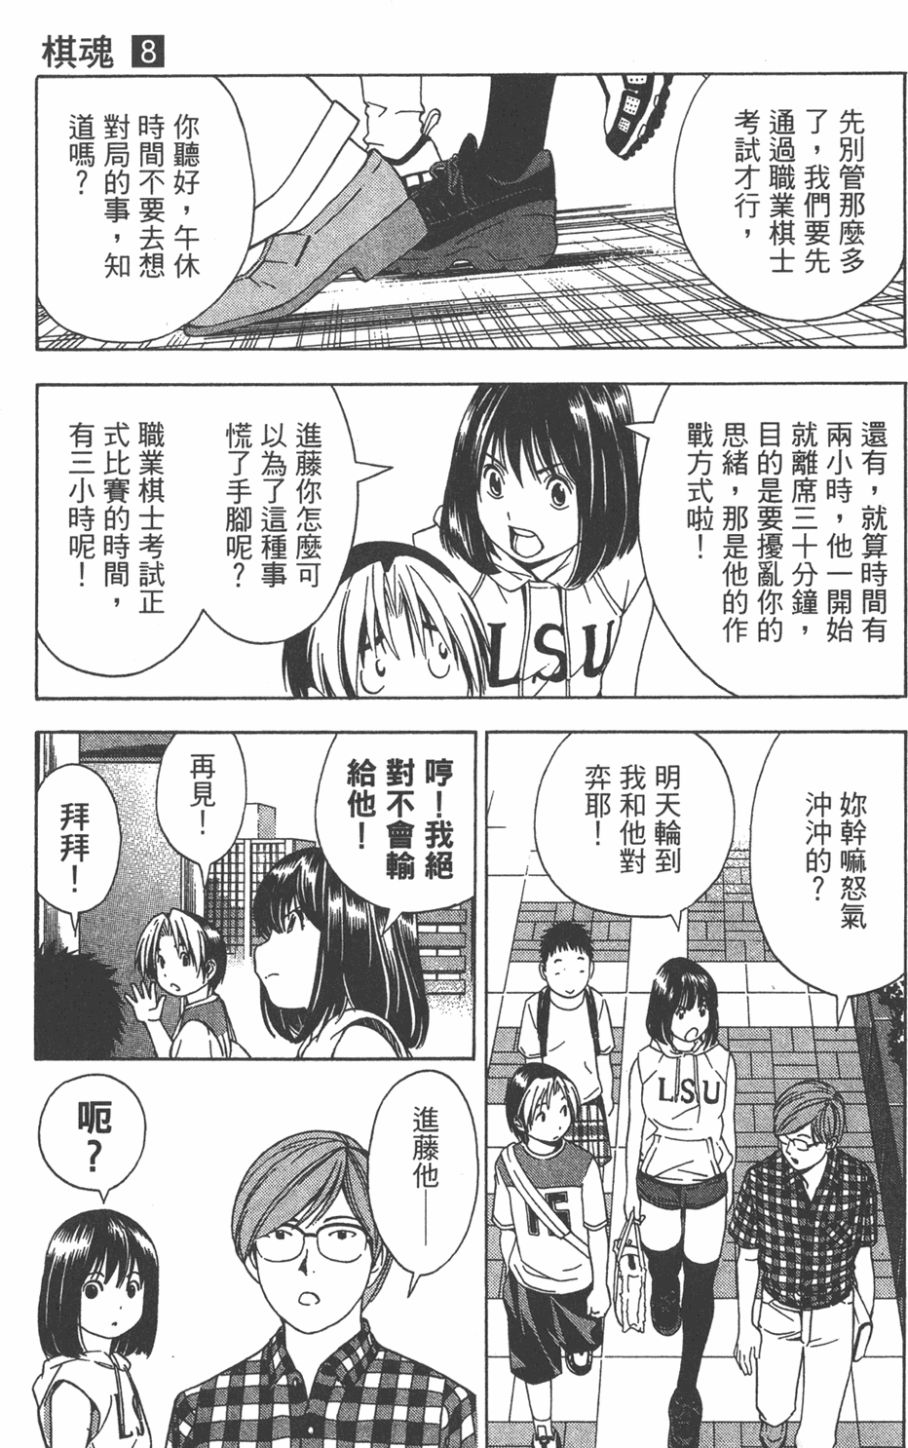 棋魂 8
先別管那麼多
了，我們要先
通過職業棋士
考試才行，
你聽好，午休
時間不要去想
對局的事，知
道嗎？
還有，就算時間有
兩小時，他一開始
就離席三十分鐘，
目的是要擾亂你的
思緒，那是他的作
戰方式啦！
進藤你怎麼可
以為了這種事
慌了手腳呢？
職業棋士考試正
式比賽的時間，
有三小時呢！
LSU
妳幹嘛怒氣
沖沖的？
明天輪到
我和他對
弈耶！
LSU
哼！我絕
對不會輸
給他！
再見！
拜拜！
進藤他——
呃？